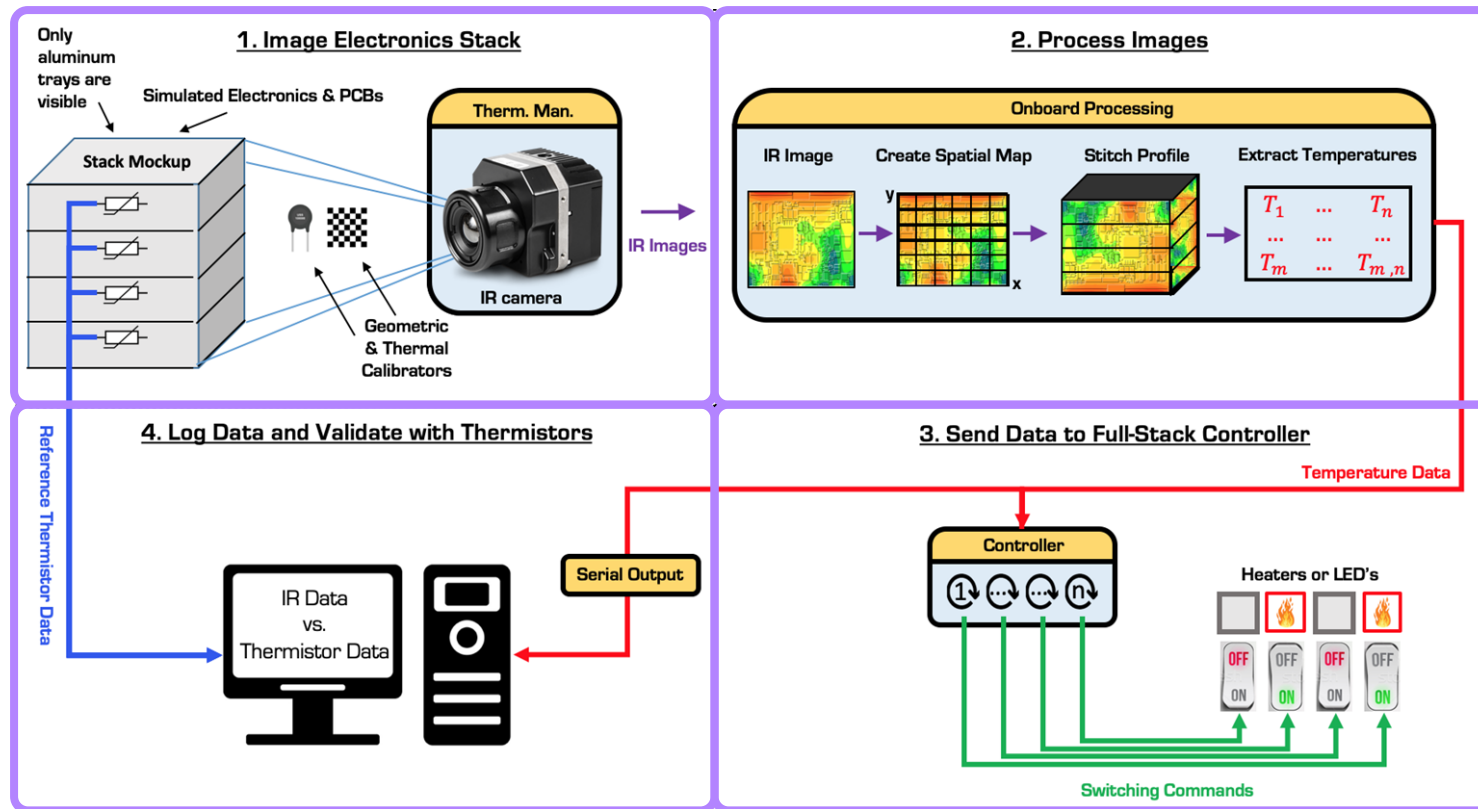 1. Image Electronics Stack
Only
aluminum
trays are
visible
Simulated Electronics & PCBs
Stack Mockup
Therm. Man.
IR camera
Geometric
& Thermal
Calibrators
IR Images
2. Process Images
Onboard Processing
IR Image
Create Spatial Map
Stitch Profile
Extract Temperatures
y
x
T1 ... Tn
... ... ...
Tm ... Tm,n
3. Send Data to Full-Stack Controller
Temperature Data
Controller
1 ... ... n
Heaters or LED's
OFF OFF OFF OFF
ON ON ON ON
Switching Commands
4. Log Data and Validate with Thermistors
Reference Thermistor Data
IR Data
vs.
Thermistor Data
Serial Output